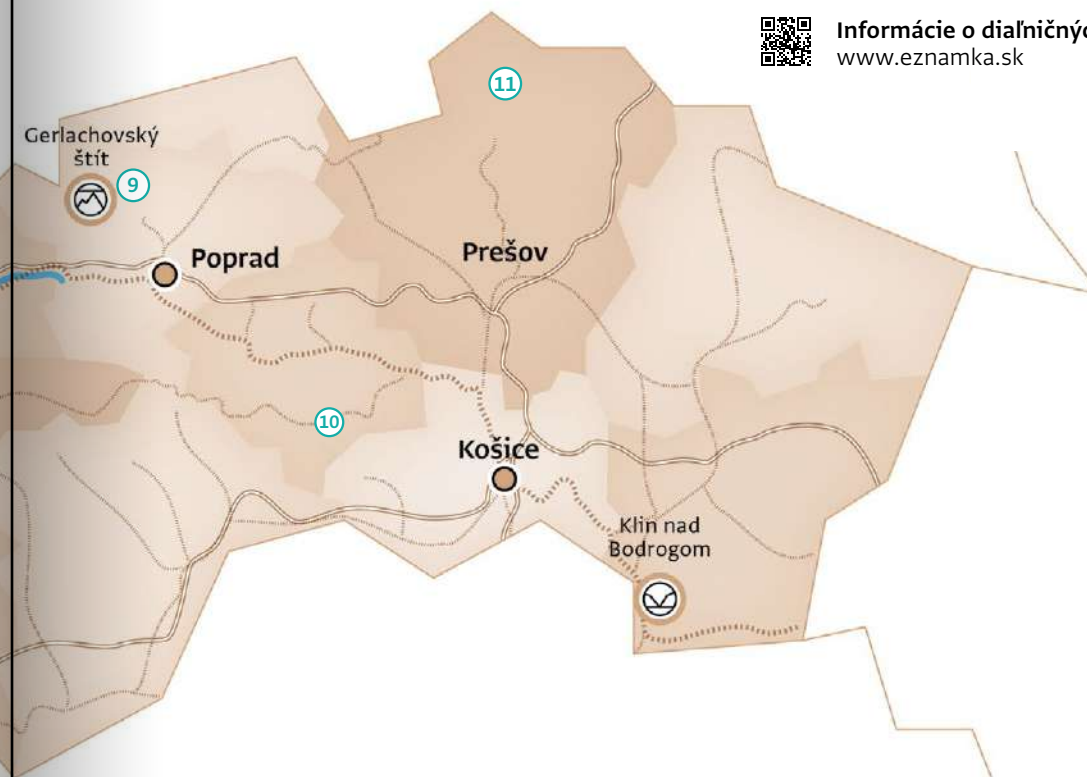 Informácie o diaľničnýc
www.eznamka.sk
11
Gerlachovský
štít
9
Poprad
Prešov
10
Košice
Klin nad
Bodrogom